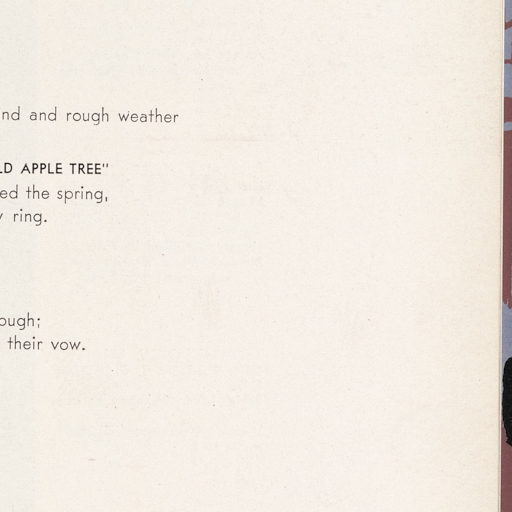 nd and rough weather
LD APPLE TREE"
ed the spring,
y ring.
ough;
their vow.